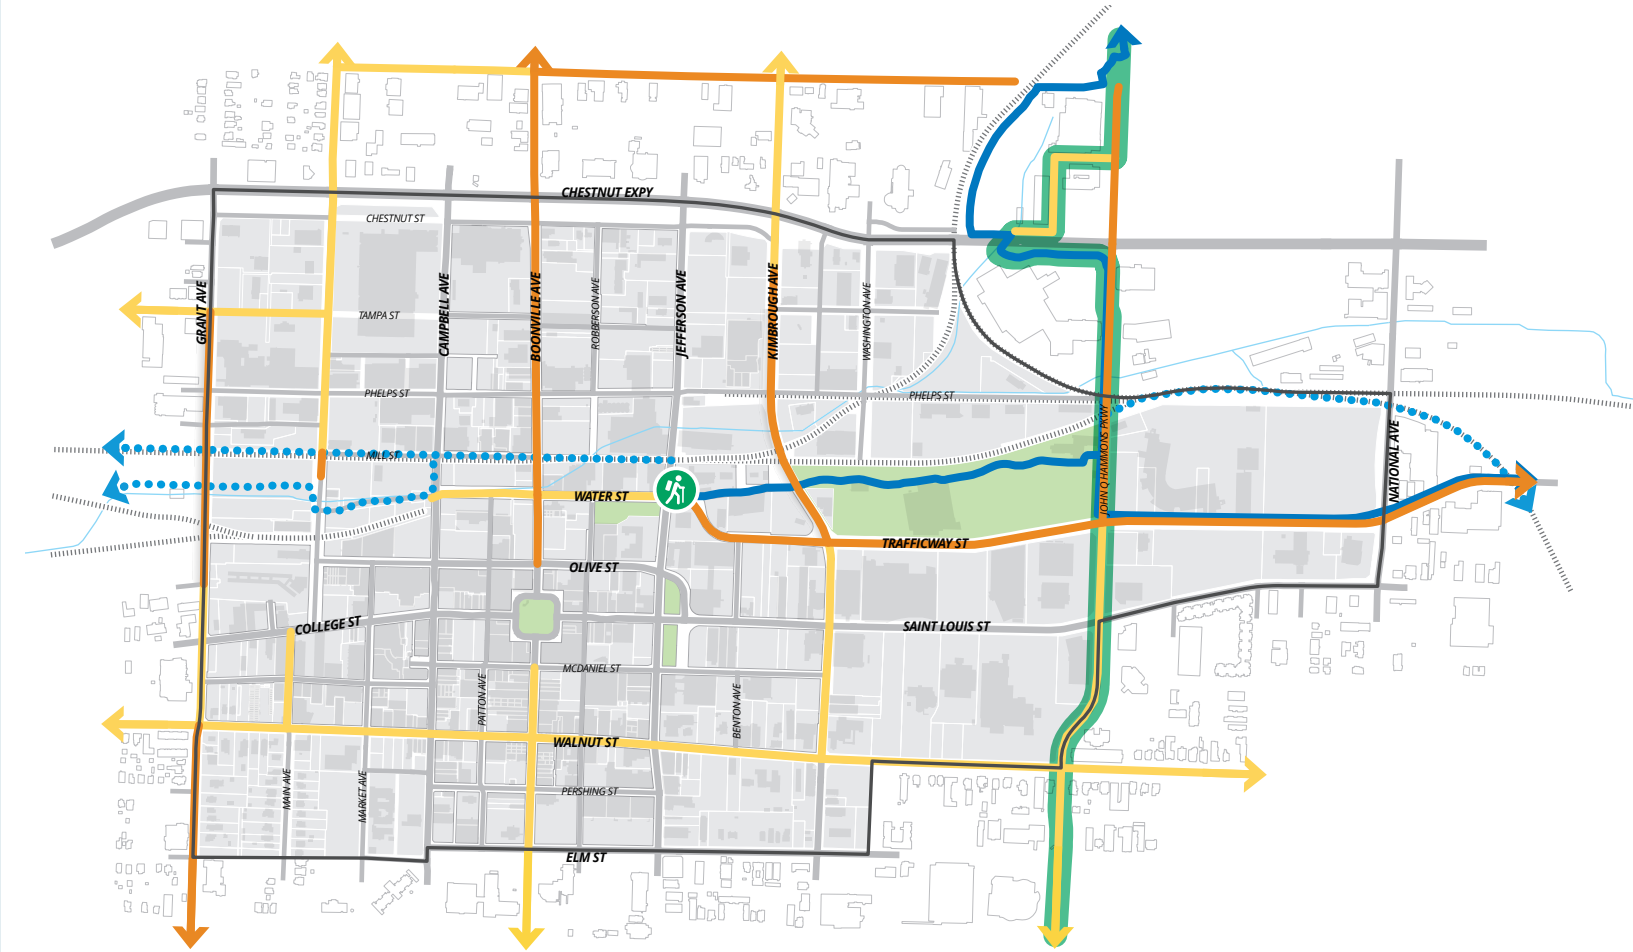 CHESTNUT EXPY
CHESTNUT ST
GRANT AVE
CAMPBELL AVE
BOONVILLE AVE
ROBBERSON AVE
JEFFERSON AVE
KIMBROUGH AVE
WASHINGTON AVE
TAMPA ST
PHELPS ST
PHELPS ST
JOHN Q HAMMONS PKWY
NATIONAL AVE
MILL ST
WATER ST
TRAFFICWAY ST
OLIVE ST
COLLEGE ST
SAINT LOUIS ST
MCDANIEL ST
PATTON AVE
BENTON AVE
WALNUT ST
MAIN AVE
MARKET AVE
PERSHING ST
ELM ST